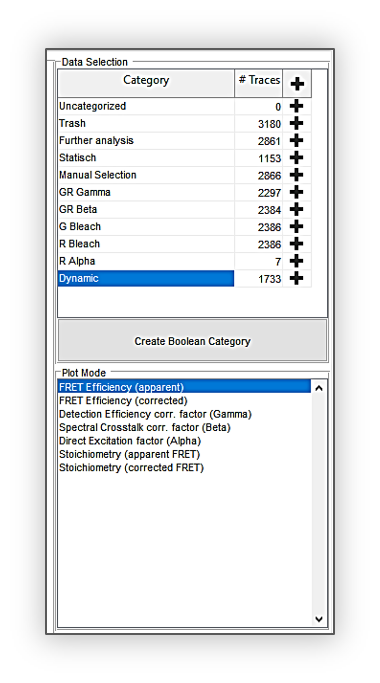 Data Selection
Category # Traces
Uncategorized 0
Trash 3180
Further analysis 2861
Statisch 1153
Manual Selection 2866
GR Gamma 2297
GR Beta 2384
G Bleach 2386
R Bleach 2386
R Alpha 7
Dynamic 1733
Create Boolean Category
Plot Mode
FRET Efficiency (apparent)
FRET Efficiency (corrected)
Detection Efficiency corr. factor (Gamma)
Spectral Crosstalk corr. factor (Beta)
Direct Excitation factor (Alpha)
Stoichiometry (apparent FRET)
Stoichiometry (corrected FRET)